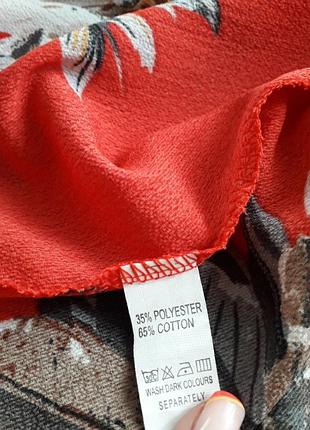 35% POLYESTER
65% COTTON
WASH DARK COLOURS
SEPARATELY